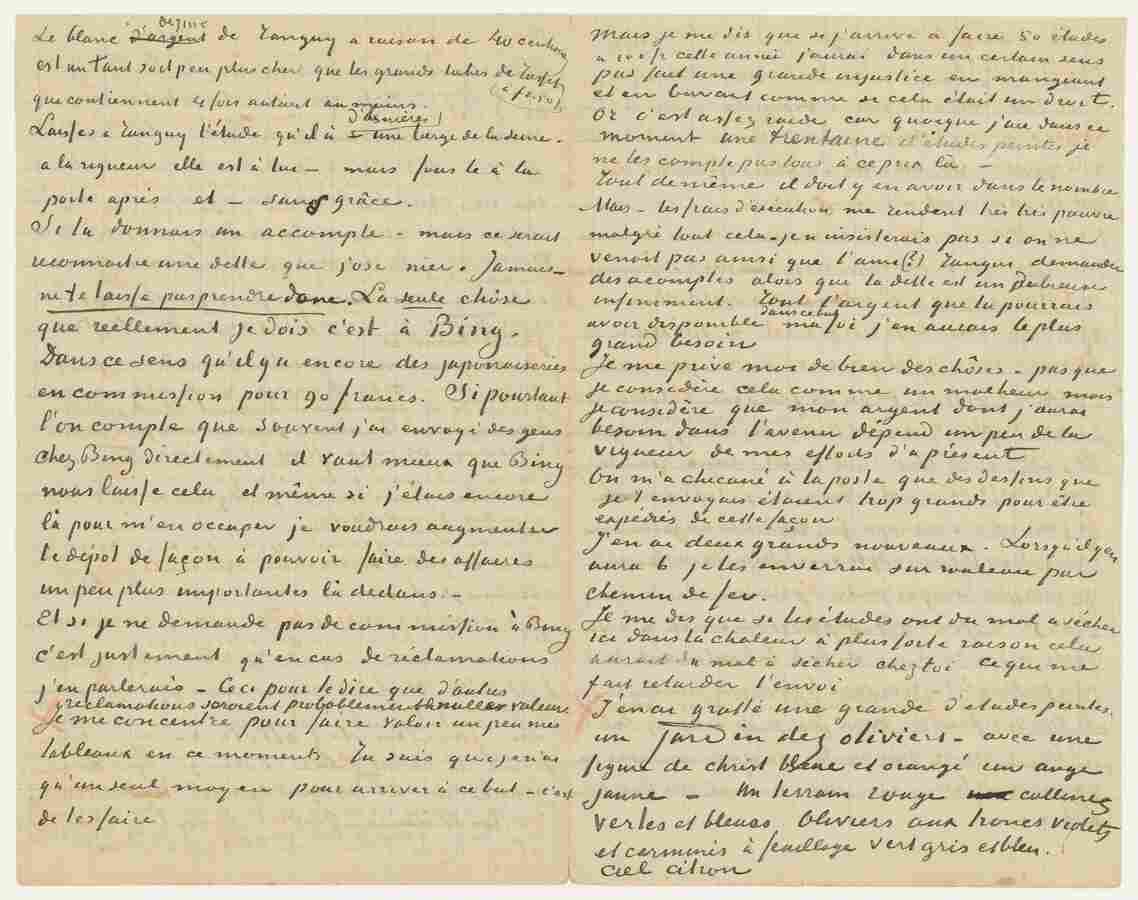 de zinc
Le blanc d'argent de Tanguy a raison de 40 centimes
est un tant soit peu plus cher que les grands tubes de Tasset
(à frs 1.50)
que contiennent 4 fois autant au moins.
d'asnières!
Laisses a Tanguy l'étude qu'il à – une berge de la Seine.
a la rigueur elle est à lui – mais fous le à la
porte après et – sans grâce.
Si tu donnais un accompte – mais ce serait
reconnaitre une dette que j'ose nier. Jamais –
ne te laisse pas prendre donc. La seule chôse
que reellement je dois c'est à Bing.
Dans ce sens qu'il y a encore des japonaiseries
en commission pour 90 francs. Si pourtant
l'on compte que souvent j'ai envoyé des gens
chez Bing directement il vaut mieux que Bing
nous laisse cela et même si j'étais encore
là pour m'en occuper je voudrais augmenter
le dépot de façon à pouvoir faire des affaires
un peu plus importantes là dedans. –
Et si je ne demande pas de commission à Bing
c'est justement qu'en cas de réclamations
j'en parlerais – Ceci pour te dire que d'autres
reclamations seraient probablement de nulle valeur.
Je me concentre pour faire valoir un peu mes
tableaux en ce moment. Tu sais que je n'ai
qu'un seul moyen pour arriver à ce but – c'est
de les faire
Mais je me dis que si j'arrive à faire 50 études
a 100 fr cette année j'aurai dans un certain sens
pas fait une grande injustice en mangeant
et en buvant comme si cela était un droit.
Or c'est assez raide car quoique j'aie dans ce
moment une trentaine d'études peintes je
ne les compte pas tous à ce prix là. –
Tout de même il doit y en avoir dans le nombre
Mais – les frais d'exécution me rendent très très pauvre
malgré tout cela – je n'insisterais pas si on ne
venoit pas ainsi que l'ami(?) Tanguy demander
des acomptes alors que la dette est
infiniment. Tout l'argent que tu pourrais
dans ce but
avoir disponible ma foi j'en aurais le plus
grand besoin
Je me prive moi de bien des chôses – pas que
je considère cela comme un malheur mais
je considère que mon argent dont j'aurai
besoin dans l'avenir dépend un peu de la
vigueur de mes efforts d'à présent
On m'a chicané à la poste que des dessins que
je t'envoyais étaient trop grands pour être
expédiés de cette façon
J'en ai deux grands nouveaux. Lorsqu'il y en
aura 6 je les enverrai sur rouleau par
chemin de fer.
Je me dis que si les études ont du mal à sécher
ici dans la chaleur à plus forte raison cela
aurait du mal à sécher chez toi ce qui me
fait retarder l'envoi
J'en ai gratté une grande d'études peintes.
un Jardin des oliviers – avec une
figure de christ bleue et orangé un ange
jaune – Un terrain rouge collines
vertes et bleues. Oliviers aux troncs violets
et carminés à feuillage vert gris et bleu.
Ciel citron